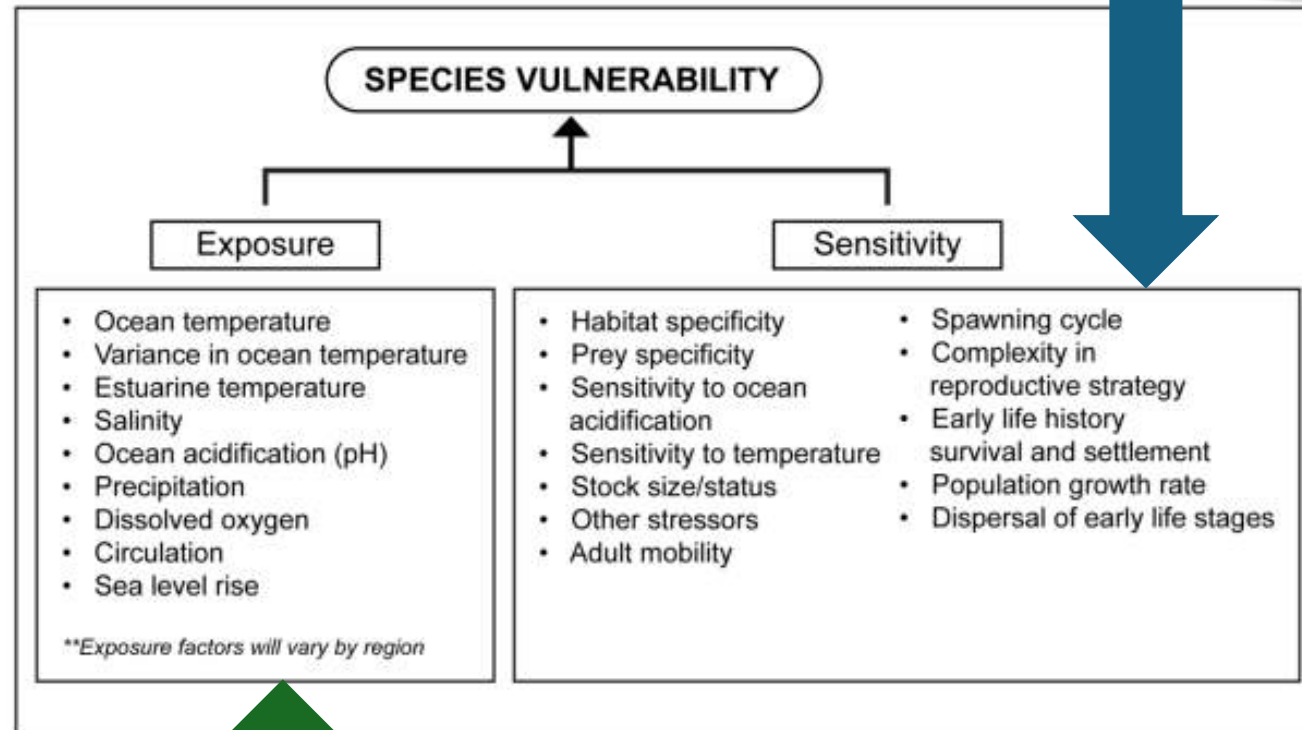 SPECIES VULNERABILITY
Exposure
• Ocean temperature
• Variance in ocean temperature
• Estuarine temperature
• Salinity
• Ocean acidification (pH)
• Precipitation
• Dissolved oxygen
• Circulation
• Sea level rise
**Exposure factors will vary by region
Sensitivity
• Habitat specificity
• Prey specificity
• Sensitivity to ocean
acidification
• Sensitivity to temperature
• Stock size/status
• Other stressors
• Adult mobility
• Spawning cycle
• Complexity in
reproductive strategy
• Early life history
survival and settlement
• Population growth rate
• Dispersal of early life stages